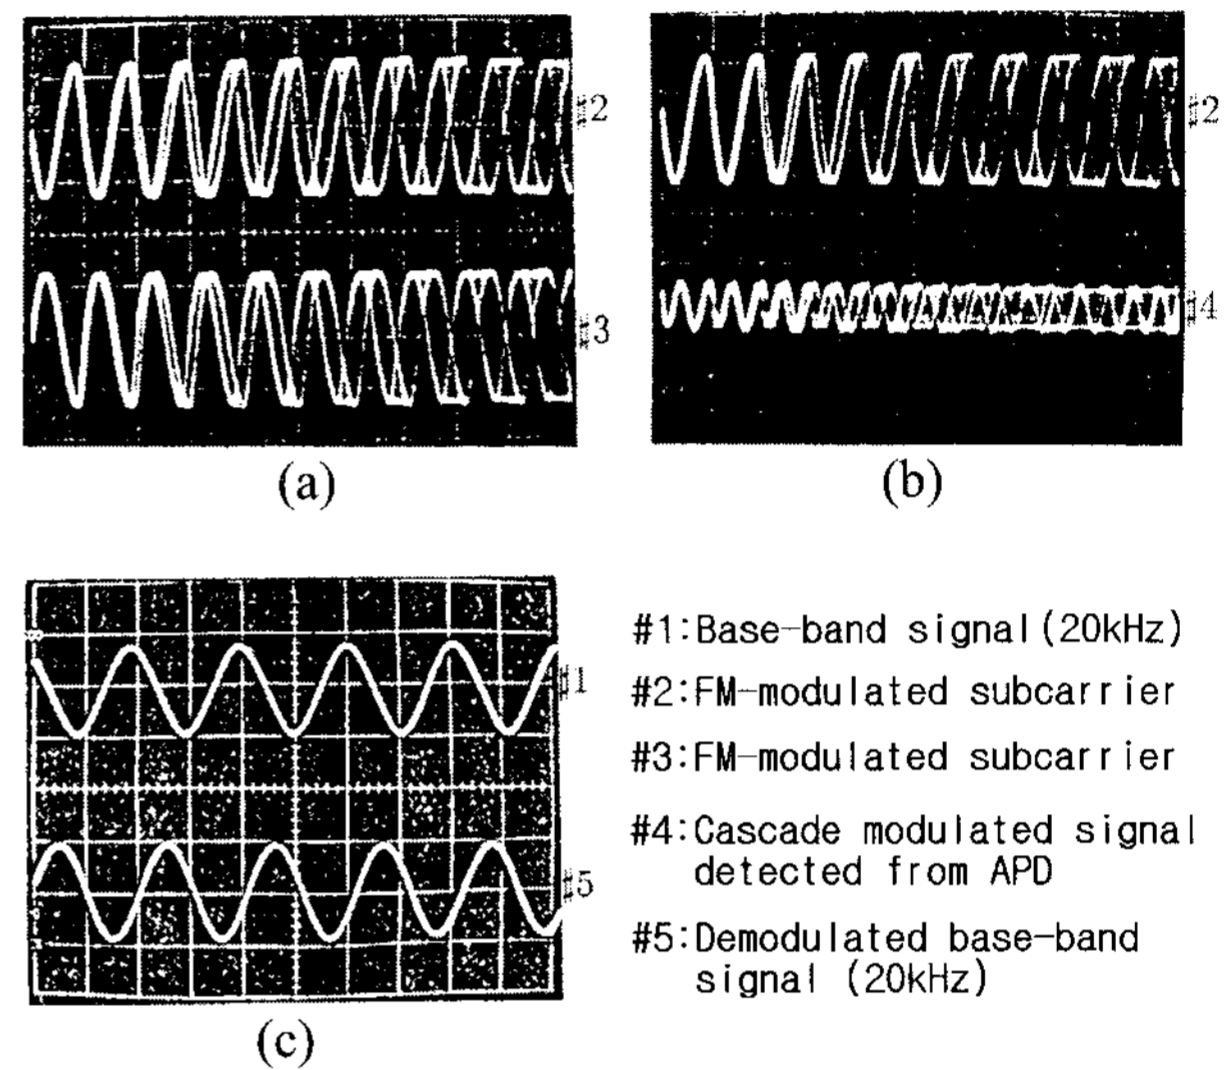 #2
#3
(a)
#2
#4
(b)
#1
#5
(c)
#1:Base-band signal(20kHz)
#2:FM-modulated subcarrier
#3:FM-modulated subcarrier
#4:Cascade modulated signal
detected from APD
#5:Demodulated base-band
signal (20kHz)